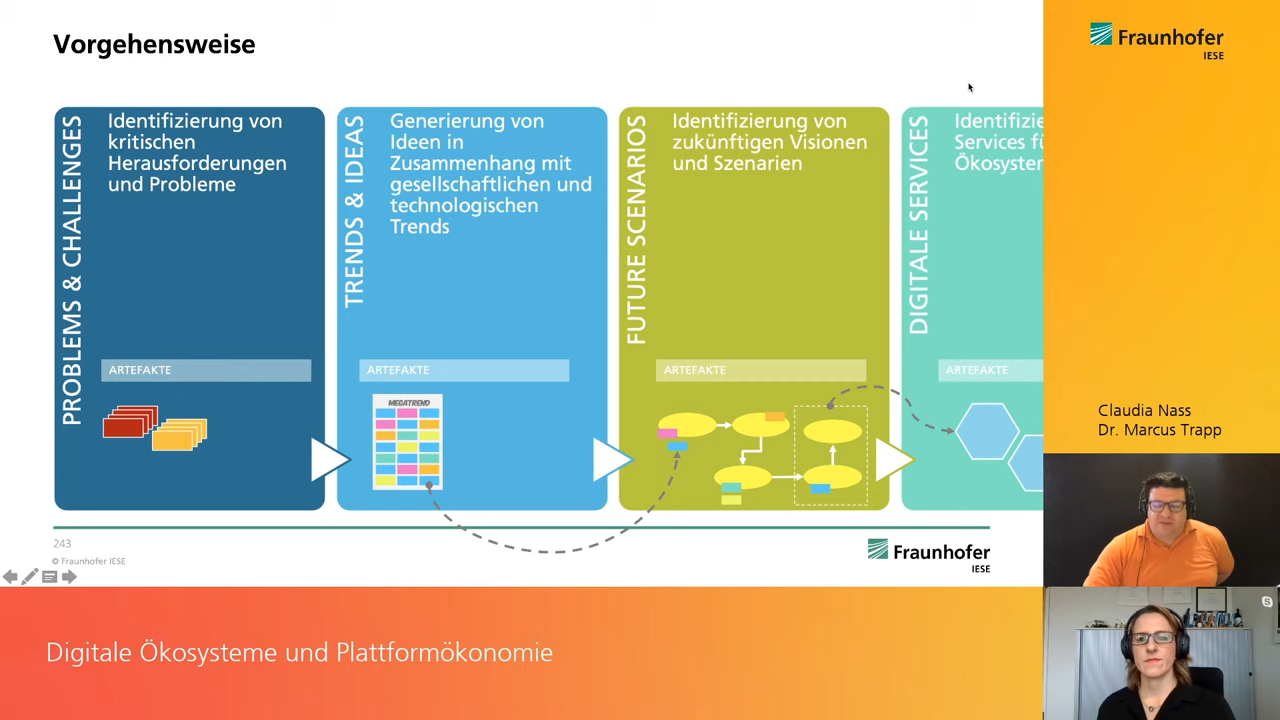 Vorgehensweise
PROBLEMS & CHALLENGES
Identifizierung von
kritischen
Herausforderungen
und Probleme
ARTEFAKTE
TRENDS & IDEAS
Generierung von
Ideen in
Zusammenhang mit
gesellschaftlichen und
technologischen
Trends
ARTEFAKTE
MEGATREND
FUTURE SCENARIOS
Identifizierung von
zukünftigen Visionen
und Szenarien
ARTEFAKTE
DIGITALE SERVICES
Identifizie
Services fü
Ökosyster
ARTEFAKTE
243
© Fraunhofer IESE
Fraunhofer
IESE
Fraunhofer
IESE
Claudia Nass
Dr. Marcus Trapp
Digitale Ökosysteme und Plattformökonomie